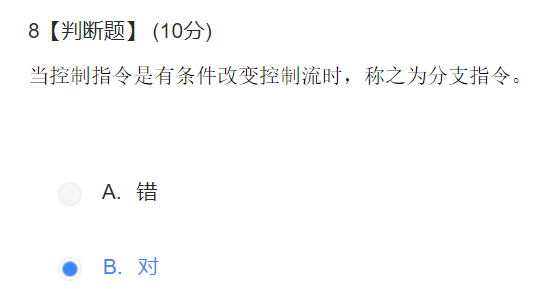 8【判断题】 (10分)
当控制指令是有条件改变控制流时，称之为分支指令。
A. 错
B. 对